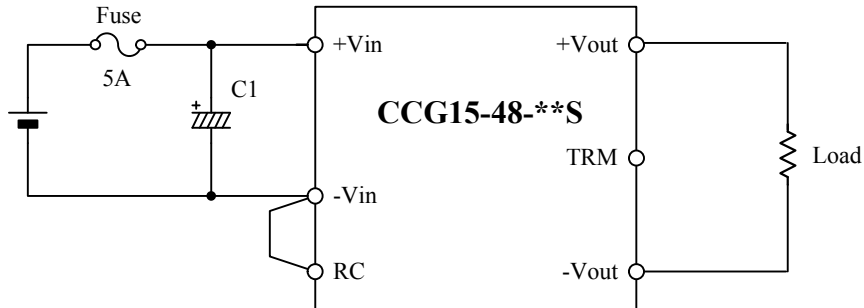 Fuse
5A
C1
+
+Vin
+Vout
CCG15-48-**S
TRM
Load
-Vin
RC
-Vout